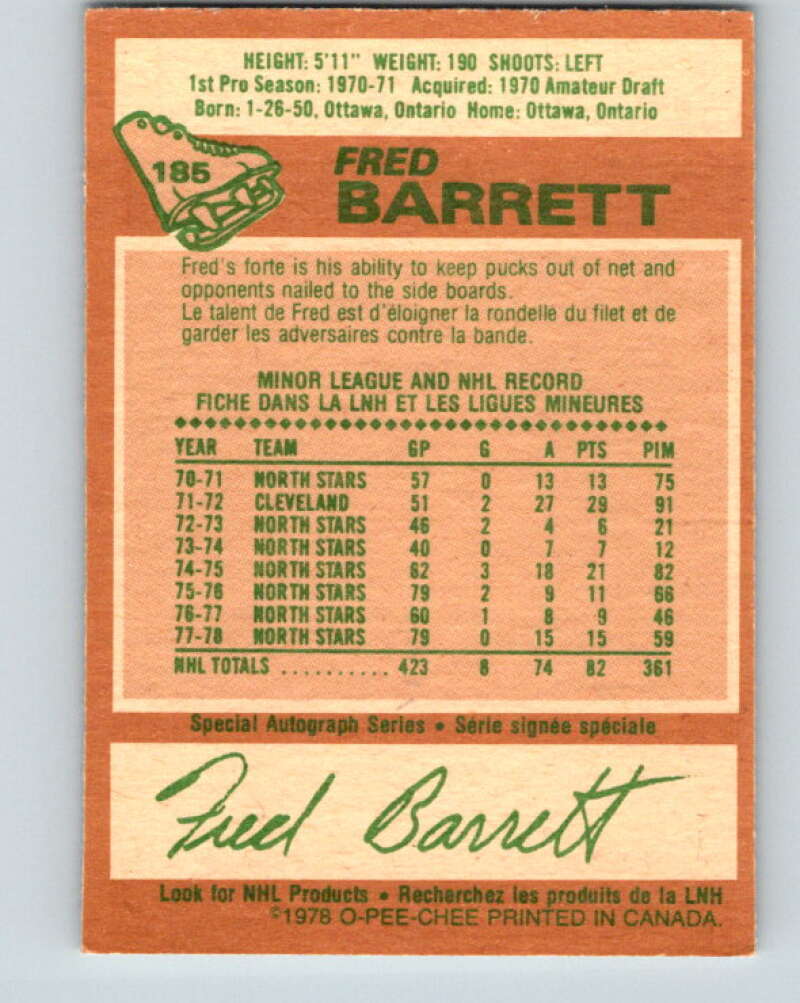 HEIGHT: 5'11" WEIGHT: 190 SHOOTS: LEFT
1st Pro Season: 1970-71 Acquired: 1970 Amateur Draft
Born: 1-26-50, Ottawa, Ontario Home: Ottawa, Ontario
185
FRED
BARRETT
Fred's forte is his ability to keep pucks out of net and
opponents nailed to the side boards.
Le talent de Fred est d'éloigner la rondelle du filet et de
garder les adversaires contre la bande.
MINOR LEAGUE AND NHL RECORD
FICHE DANS LA LNH ET LES LIGUES MINEURES
YEAR TEAM GP G A PTS PIM
70-71 NORTH STARS 57 0 13 13 75
71-72 CLEVELAND 51 2 27 29 91
72-73 NORTH STARS 46 2 4 6 21
73-74 NORTH STARS 40 0 7 7 12
74-75 NORTH STARS 62 3 18 21 82
75-76 NORTH STARS 79 2 9 11 66
76-77 NORTH STARS 60 1 8 9 46
77-78 NORTH STARS 79 0 15 15 59
NHL TOTALS .......... 423 8 74 82 361
Special Autograph Series • Série signée spéciale
Fred Barrett
Look for NHL Products • Recherchez les produits de la LNH
©1978 O-PEE-CHEE PRINTED IN CANADA.